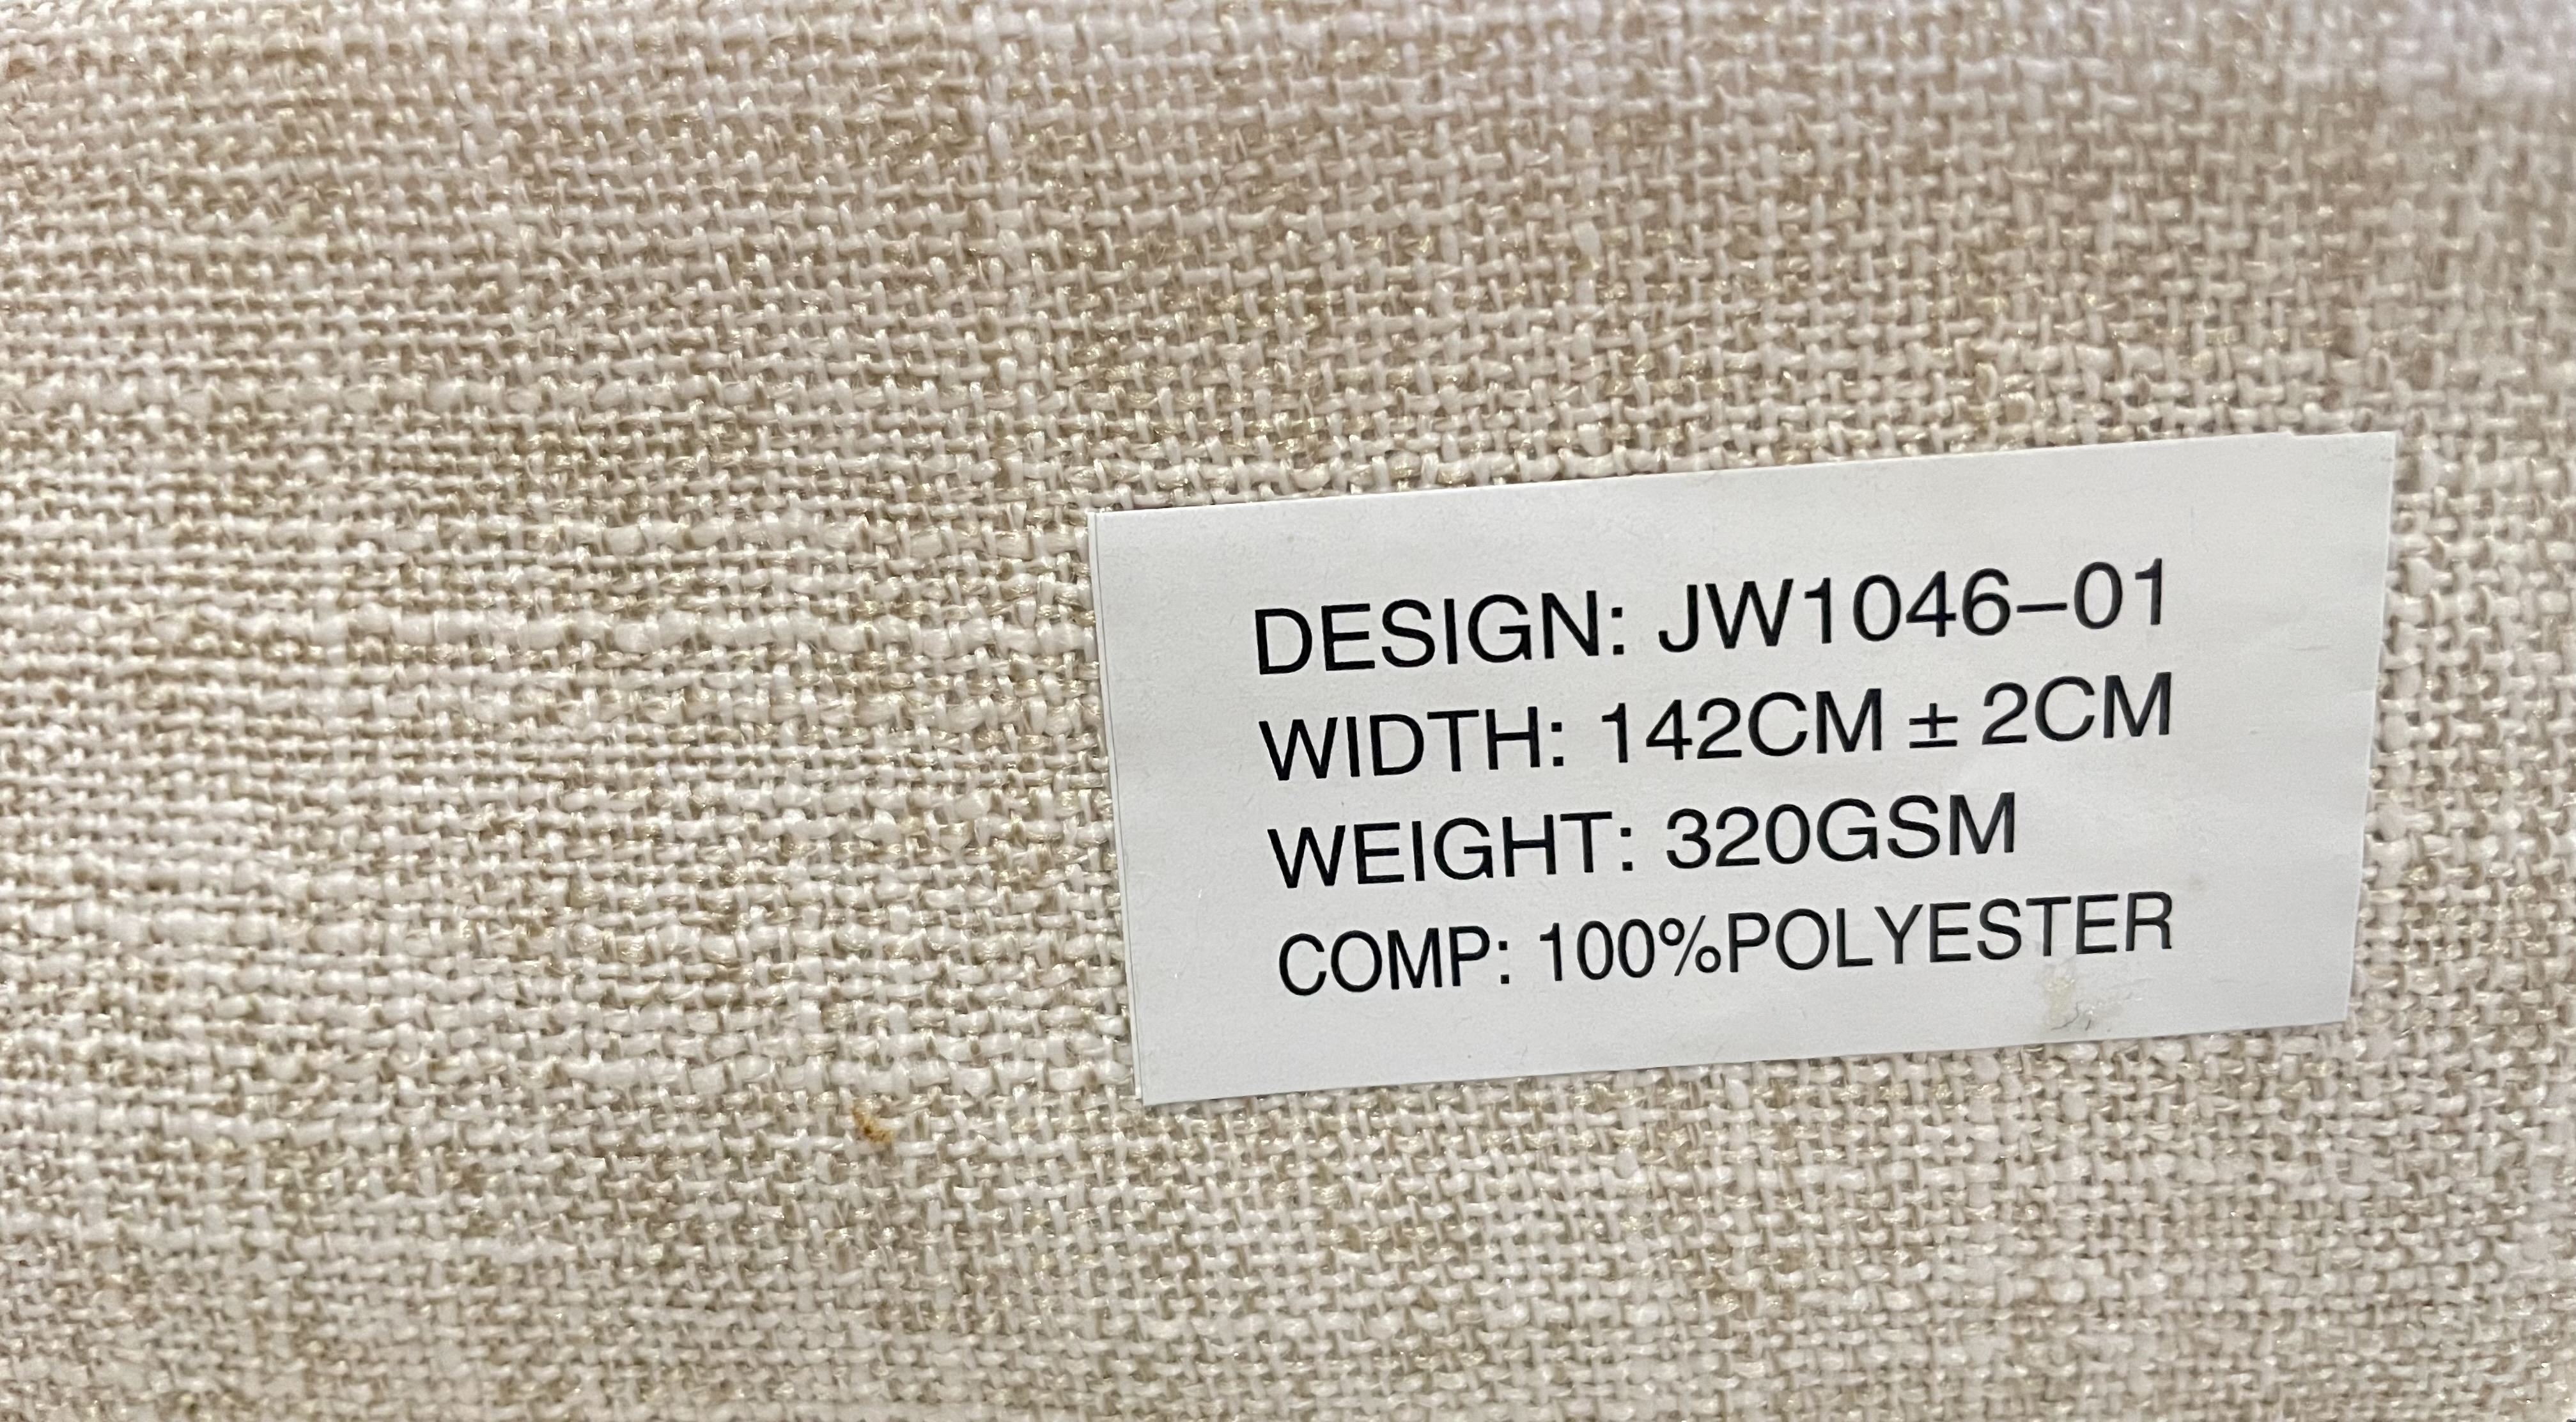 DESIGN: JW1046-01
WIDTH: 142CM ± 2CM
WEIGHT: 320GSM
COMP: 100%POLYESTER